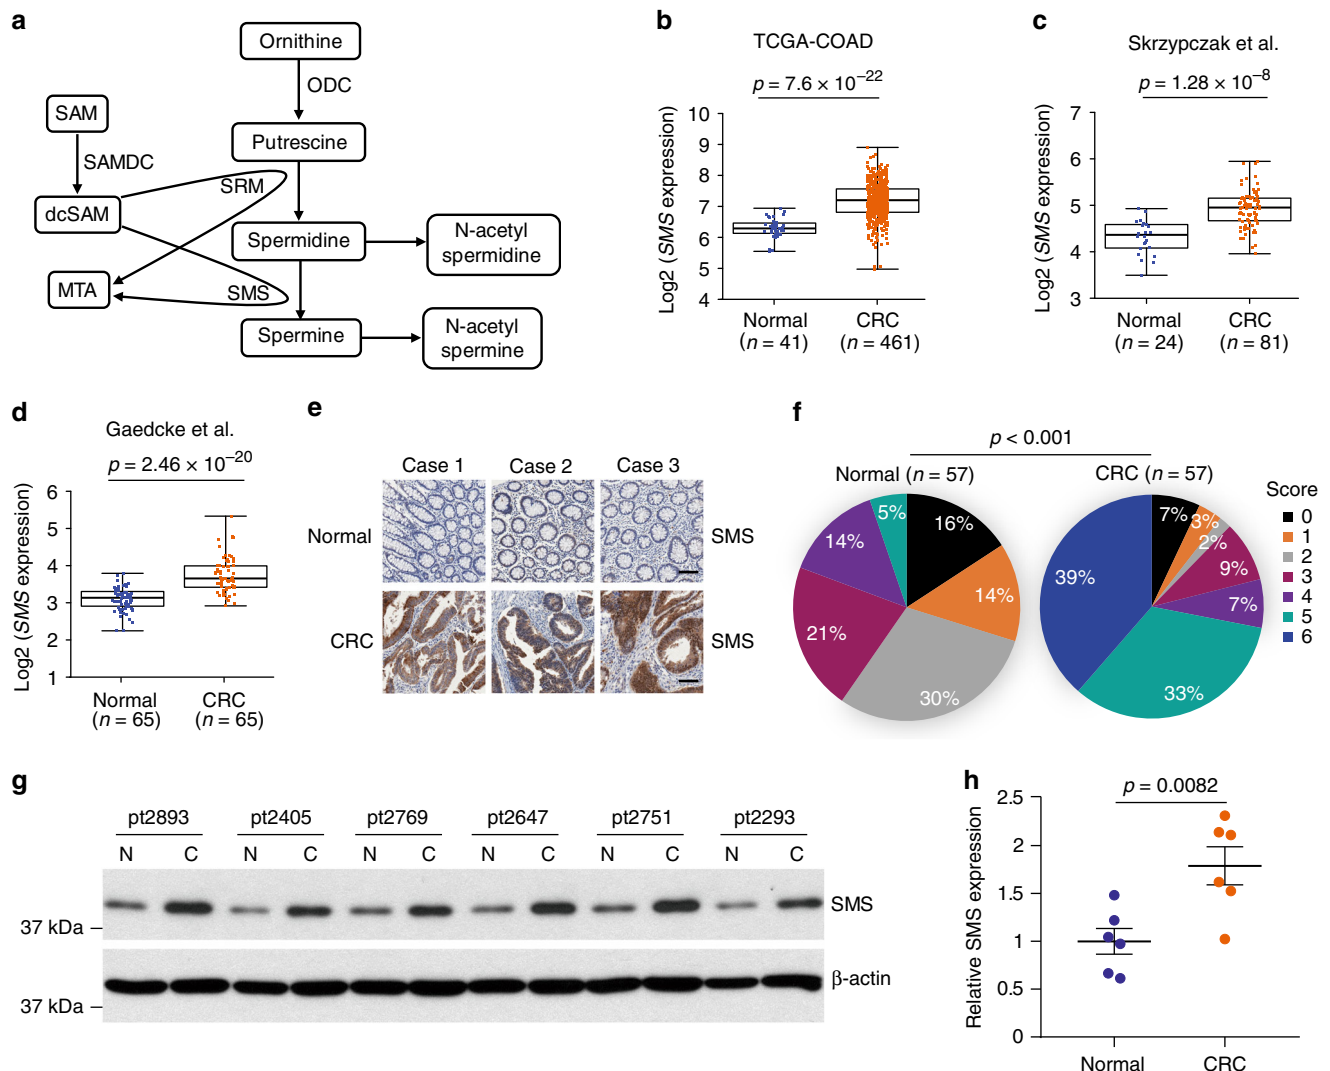 a
Ornithine
ODC
SAM
Putrescine
SAMDC
SRM
dcSAM
Spermidine
N-acetyl
spermidine
MTA
SMS
Spermine
N-acetyl
spermine
b
TCGA-COAD
p = 7.6 × 10–22
Log2 (SMS expression)
10
9
8
7
6
5
4
Normal
(n = 41)
CRC
(n = 461)
c
Skrzypczak et al.
p = 1.28 × 10–8
Log2 (SMS expression)
7
6
5
4
3
Normal
(n = 24)
CRC
(n = 81)
d
Gaedcke et al.
p = 2.46 × 10–20
Log2 (SMS expression)
6
5
4
3
2
1
Normal
(n = 65)
CRC
(n = 65)
e
Case 1 Case 2 Case 3
Normal SMS
CRC SMS
f
p < 0.001
Normal (n = 57)
16%
14%
30%
21%
14%
5%
CRC (n = 57)
7%
3%
2%
9%
7%
33%
39%
Score
0
1
2
3
4
5
6
g
pt2893 pt2405 pt2769 pt2647 pt2751 pt2293
N C N C N C N C N C N C
SMS
37 kDa
β-actin
37 kDa
h
p = 0.0082
Relative SMS expression
2.5
2
1.5
1
0.5
0
Normal CRC